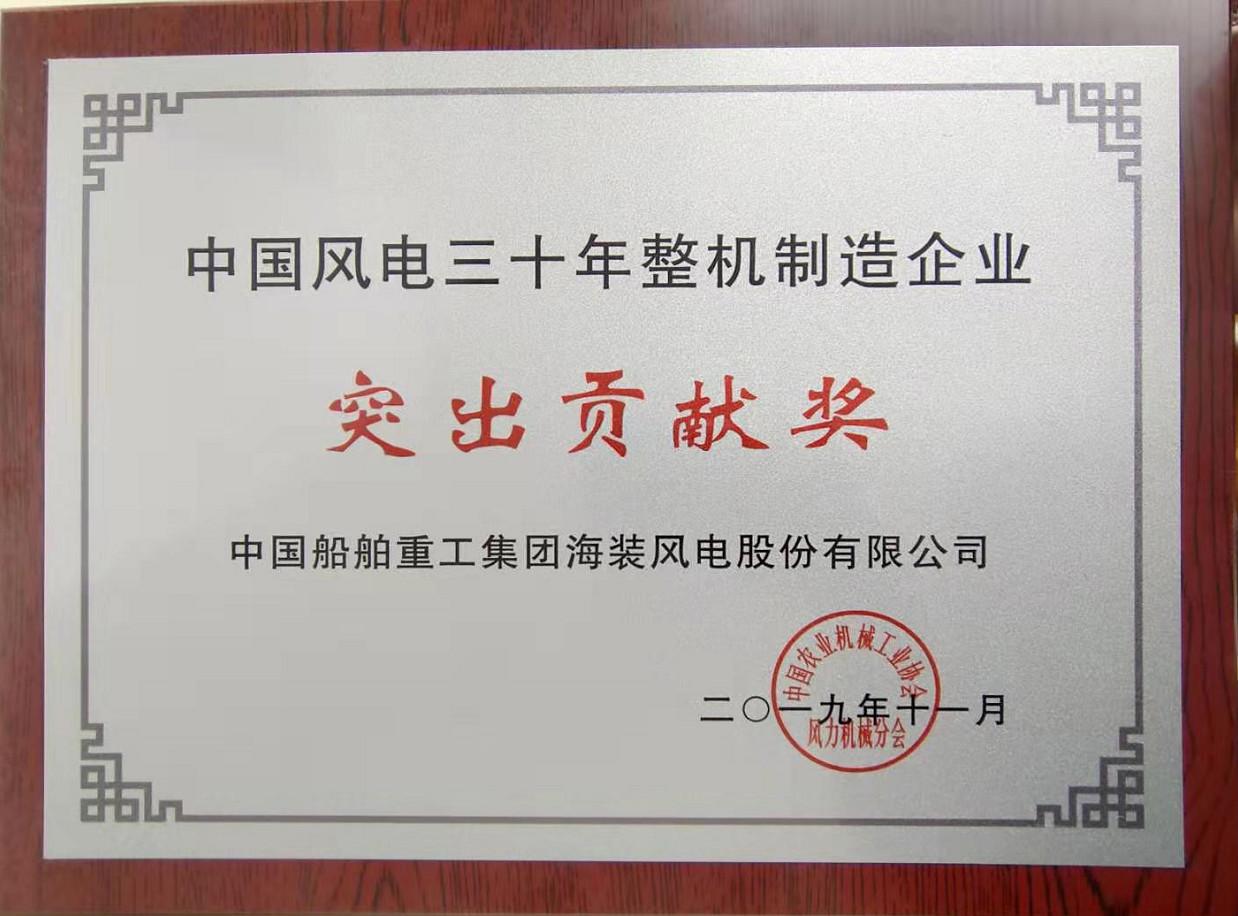 中国风电三十年整机制造企业
突出贡献奖
中国船舶重工集团海装风电股份有限公司
中国农业机械工业协会
二〇一九年十一月
风力机械分会